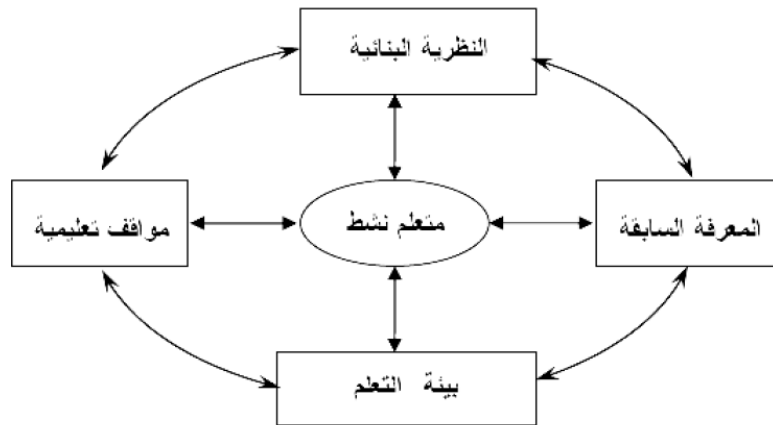 النظرية البنائية
المعرفة السابقة
متعلم نشط
مواقف تعليمية
بيئة التعلم